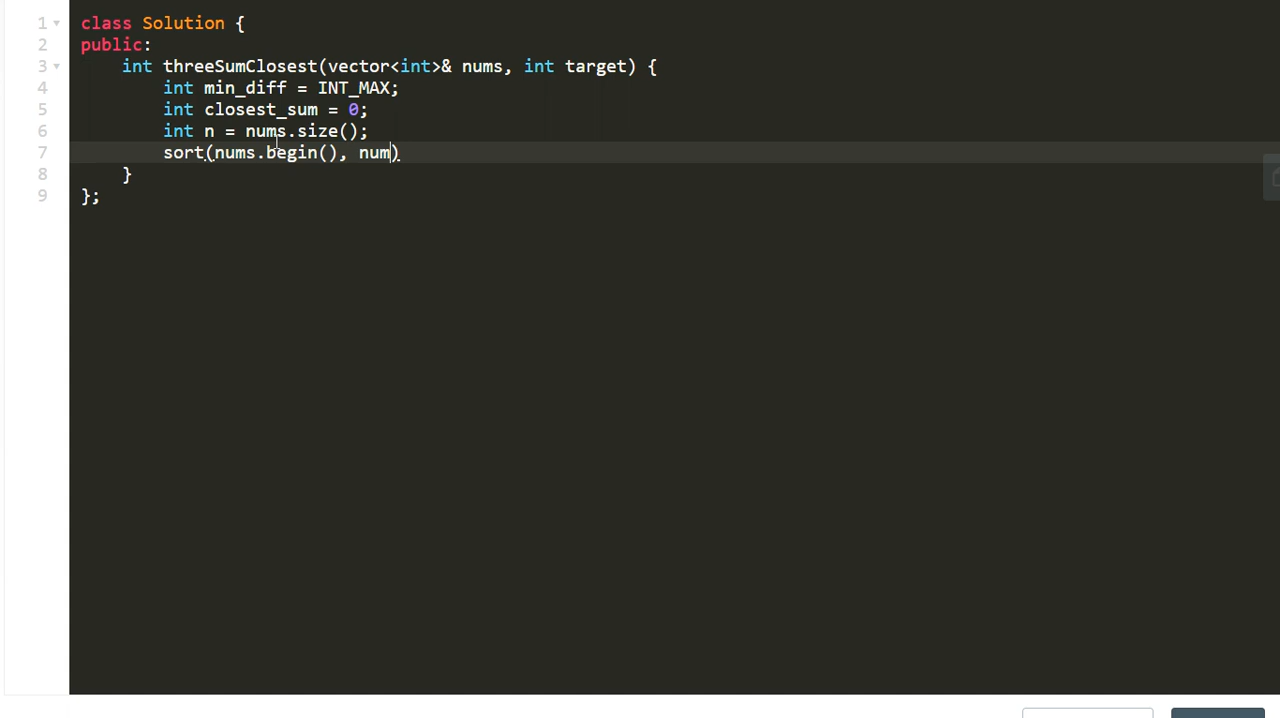 1 class Solution {
2 public:
3 int threeSumClosest(vector<int>& nums, int target) {
4 int min_diff = INT_MAX;
5 int closest_sum = 0;
6 int n = nums.size();
7 sort(nums.begin(), num)
8 }
9 };